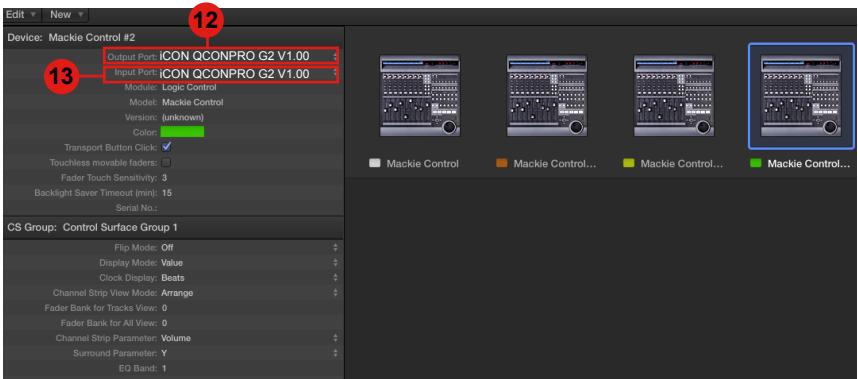 Edit New
12
Device: Mackie Control #2
Output Port: iCON QCONPRO G2 V1.00
13
Input Port: iCON QCONPRO G2 V1.00
Module: Logic Control
Model: Mackie Control
Version: (unknown)
Color:
Transport Button Click:
Touchless movable faders:
Fader Touch Sensitivity: 3
Backlight Saver Timeout (min): 15
Serial No.:
CS Group: Control Surface Group 1
Flip Mode: Off
Display Mode: Value
Clock Display: Beats
Channel Strip View Mode: Arrange
Fader Bank for Tracks View: 0
Fader Bank for All View: 0
Channel Strip Parameter: Volume
Surround Parameter: Y
EQ Band: 1
Mackie Control
Mackie Control...
Mackie Control...
Mackie Control...